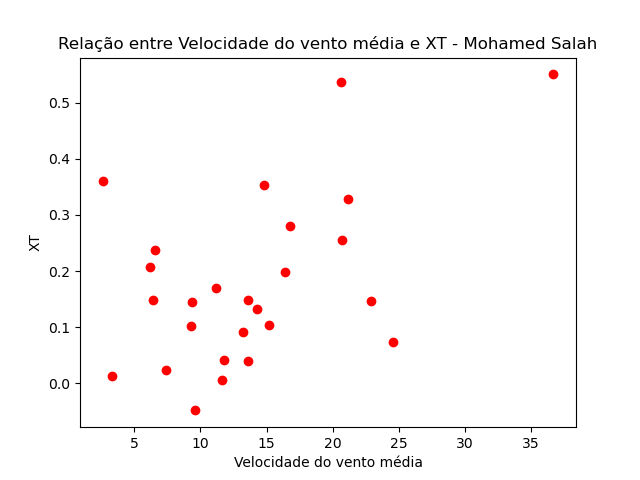 Relação entre Velocidade do vento média e XT - Mohamed Salah
0.5
0.4
0.3
0.2
0.1
0.0
XT
5 10 15 20 25 30 35
Velocidade do vento média